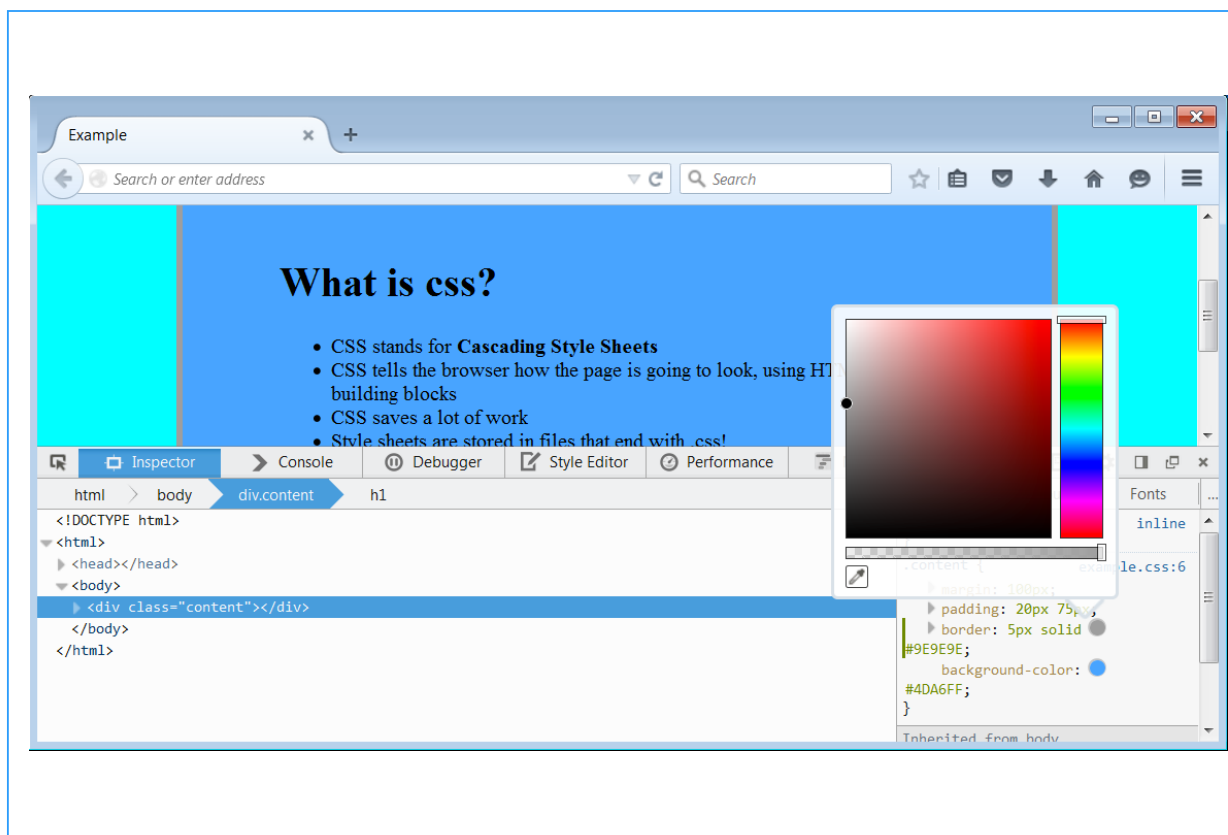 Example
Search or enter address
Search
What is css?
CSS stands for Cascading Style Sheets
CSS tells the browser how the page is going to look, using
building blocks
CSS saves a lot of work
Style sheets are stored in files that end with .css!
Inspector Console Debugger Style Editor Performance
html body div.content h1
Fonts ...
<!DOCTYPE html>
<html>
<head></head>
<body>
<div class="content"></div>
</body>
</html>
inline
.content { example.css:6
margin: 100px;
padding: 20px 75px;
border: 5px solid
#9E9E9E;
background-color:
#4DA6FF;
}
Inherited from body